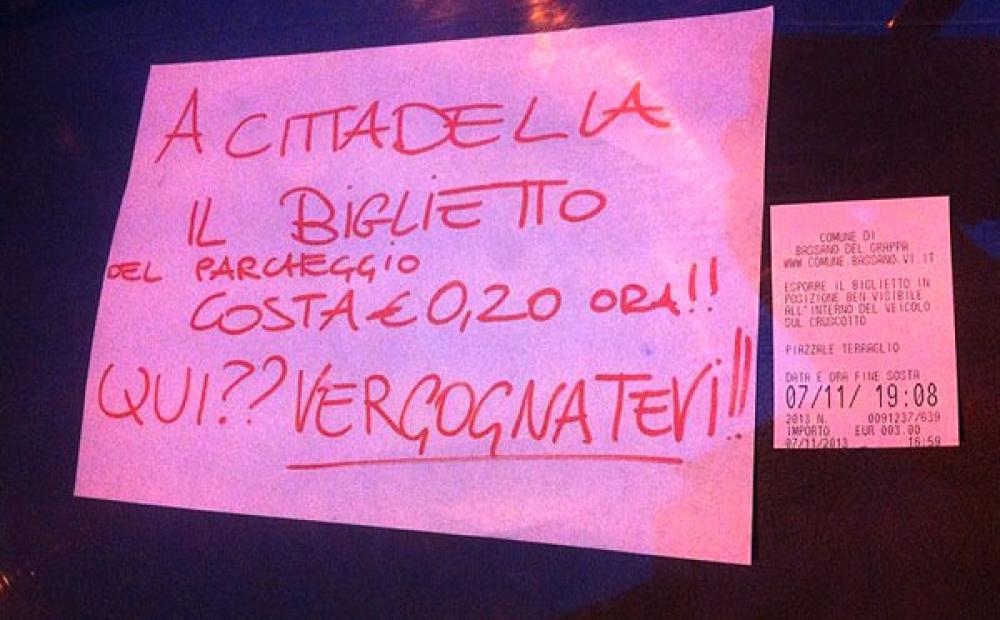 A CITTADELLA
IL BIGLIETTO
DEL PARCHEGGIO
COSTA € 0,20 ORA!!
QUI?? VERGOGNATEVI!!!
COMUNE DI
BASSANO DEL GRAPPA
WWW.COMUNE.BASSANO.VI.IT
ESPORRE IL BIGLIETTO IN
POSIZIONE BEN VISIBILE
ALL'INTERNO DEL VEICOLO
SUL CRUSCOTTO
PIAZZALE TERRAGLIO
DATA E ORA FINE SOSTA
07/11/ 19:08
2013 N. 0091237/639
IMPORTO EUR 003.00
07/11/2013 16:59